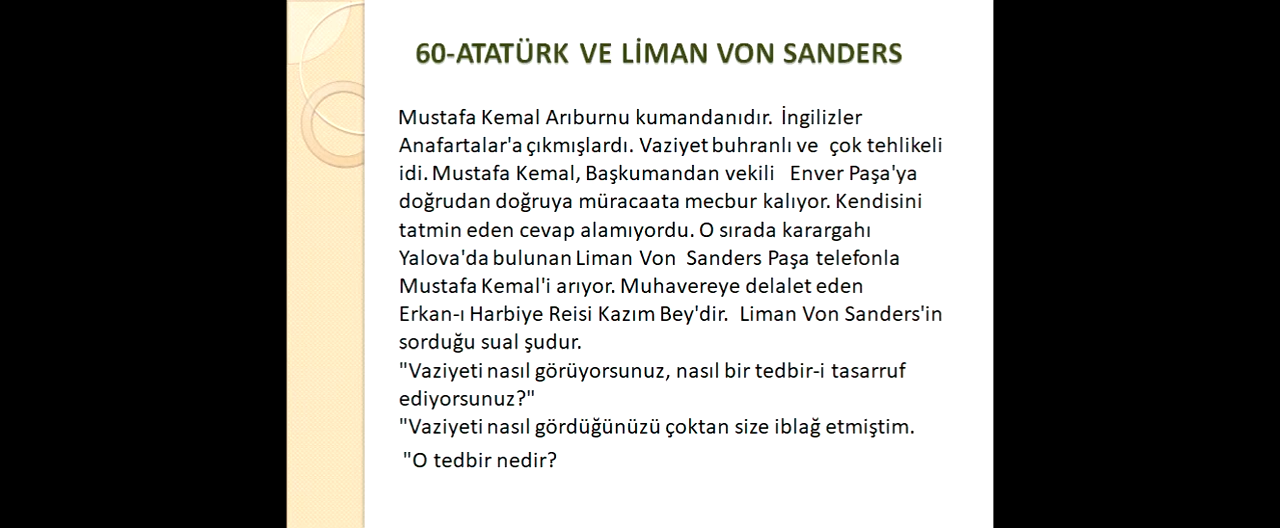 60-ATATÜRK VE LİMAN VON SANDERS
Mustafa Kemal Arıburnu kumandanıdır. İngilizler
Anafartalar'a çıkmışlardı. Vaziyet buhranlı ve çok tehlikeli
idi. Mustafa Kemal, Başkumandan vekili Enver Paşa'ya
doğrudan doğruya müracaata mecbur kalıyor. Kendisini
tatmin eden cevap alamıyordu. O sırada karargahı
Yalova'da bulunan Liman Von Sanders Paşa telefonla
Mustafa Kemal'i arıyor. Muhavereye delalet eden
Erkan-ı Harbiye Reisi Kazım Bey'dir. Liman Von Sanders'in
sorduğu sual şudur.
"Vaziyeti nasıl görüyorsunuz, nasıl bir tedbir-i tasarruf
ediyorsunuz?"
"Vaziyeti nasıl gördüğünüzü çoktan size iblağ etmiştim.
"O tedbir nedir?